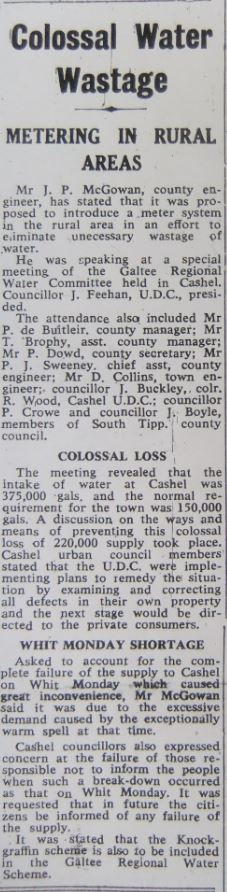 Colossal Water
Wastage
METERING IN RURAL
AREAS
Mr J. P. McGowan, county en-
gineer, has stated that it was pro-
posed to introduce a meter system
in the rural area in an effort to
eliminate unecessary wastage of
water.
He was speaking at a special
meeting of the Galtee Regional
Water Committee held in Cashel.
Councillor J. Feehan, U.D.C., presi-
ded.
The attendance also included Mr
P. de Buitleir, county manager; Mr
T. Brophy, asst. county manager;
Mr P. Dowd, county secretary; Mr
P. J. Sweeney, chief asst, county
engineer; Mr D. Collins, town en-
gineer; councillor J. Buckley, colr.
R. Wood, Cashel U.D.C.; councillor
P. Crowe and councillor J. Boyle,
members of South Tipp. county
council.
COLOSSAL LOSS
The meeting revealed that the
intake of water at Cashel was
375,000 gals, and the normal re-
quirement for the town was 150,000
gals. A discussion on the ways and
means of preventing this colossal
loss of 220,000 supply took place.
Cashel urban council members
stated that the U.D.C. were imple-
menting plans to remedy the situa-
tion by examining and correcting
all defects in their own property
and the next stage would be dir-
ected to the private consumers.
WHIT MONDAY SHORTAGE
Asked to account for the com-
plete failure of the supply to Cashel
on Whit Monday which caused
great inconvenience, Mr McGowan
said it was due to the excessive
demand caused by the exceptionally
warm spell at that time.
Cashel councillors also expressed
concern at the failure of those re-
sponsible not to inform the people
when such a break-down occurred
as that on Whit Monday. It was
requested that in future the citi-
zens be informed of any failure of
the supply.
It was stated that the Knock-
graffin scheme is also to be included
in the Galtee Regional Water
Scheme.